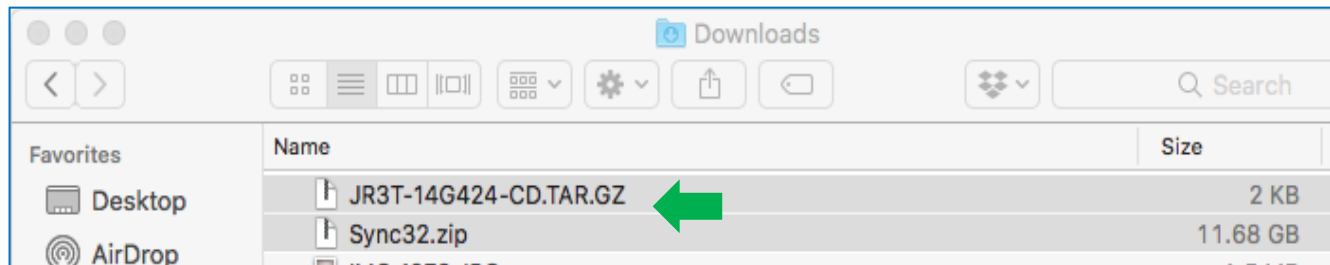 Downloads
Search
Favorites
Name
Size
Desktop
JR3T-14G424-CD.TAR.GZ
2 KB
Sync32.zip
11.68 GB
AirDrop